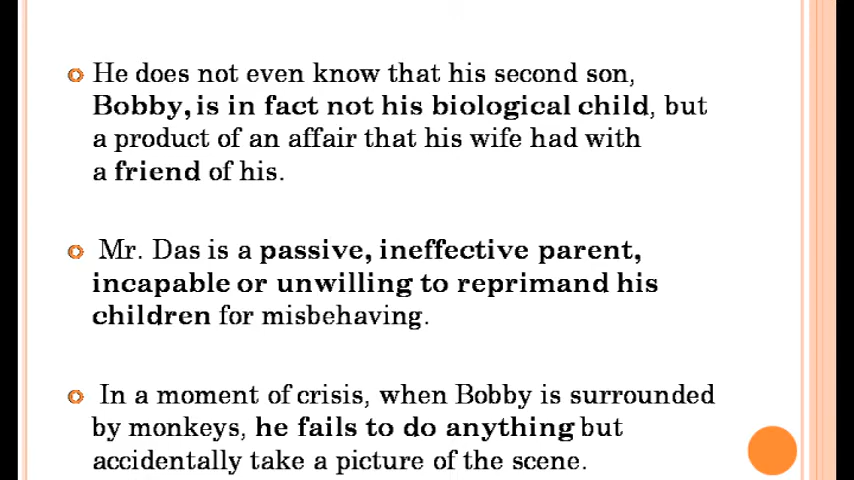 He does not even know that his second son,
Bobby, is in fact not his biological child, but
a product of an affair that his wife had with
a friend of his.
Mr. Das is a passive, ineffective parent,
incapable or unwilling to reprimand his
children for misbehaving.
In a moment of crisis, when Bobby is surrounded
by monkeys, he fails to do anything but
accidentally take a picture of the scene.